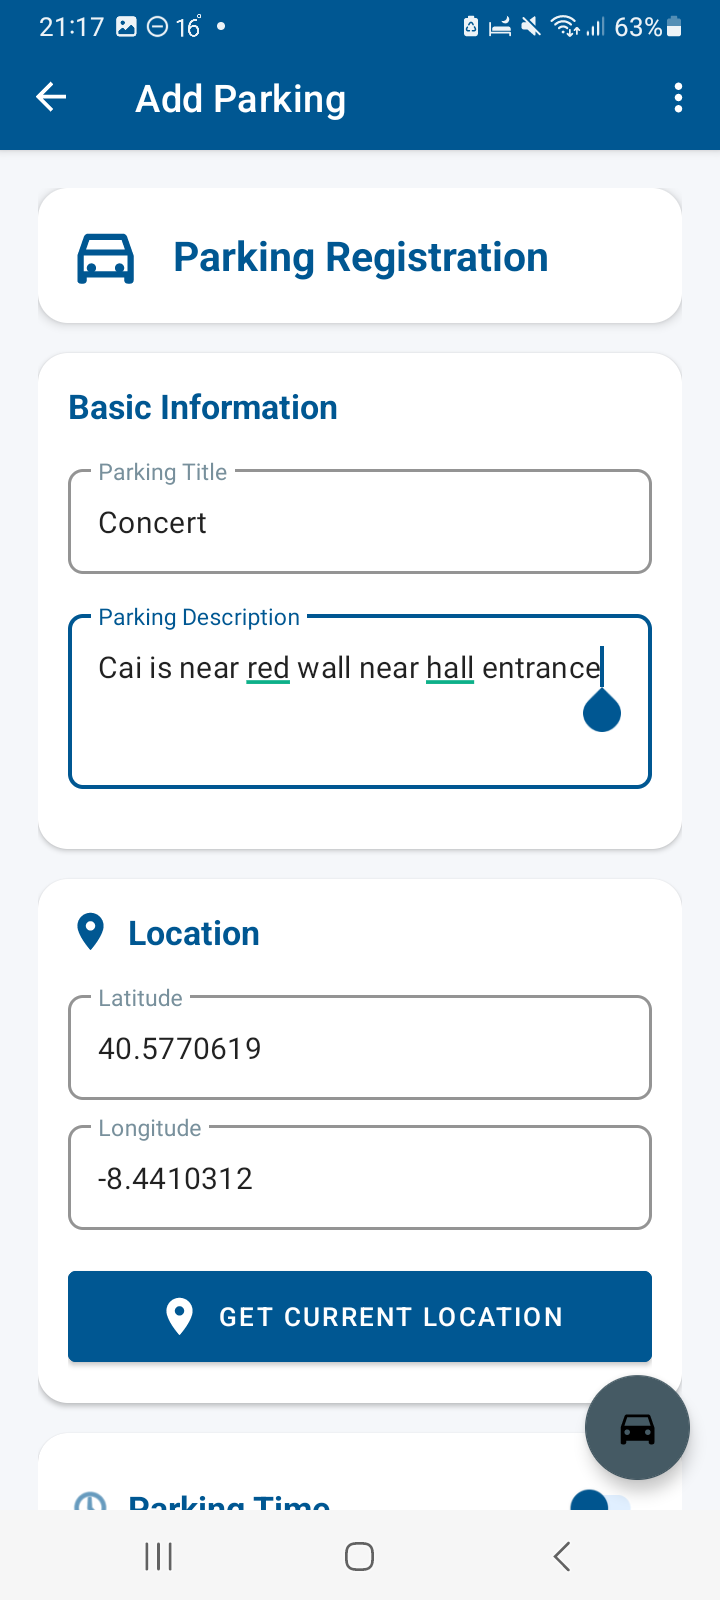 21:17 16° 63%
Add Parking
Parking Registration
Basic Information
Parking Title
Concert
Parking Description
Cai is near red wall near hall entrance
Location
Latitude
40.5770619
Longitude
-8.4410312
GET CURRENT LOCATION
Parking Time